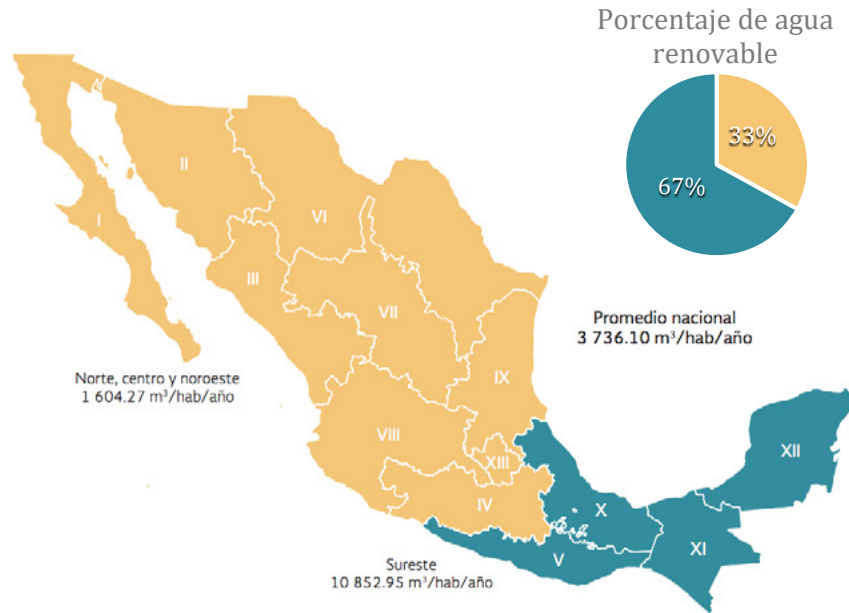 Porcentaje de agua
renovable
33%
67%
II
I
VI
III
VII
Promedio nacional
3 736.10 m³/hab/año
IX
Norte, centro y noroeste
1 604.27 m³/hab/año
VIII
XIII
XII
IV
X
XI
V
Sureste
10 852.95 m³/hab/año